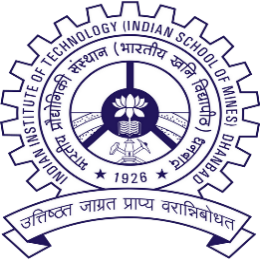 INDIAN INSTITUTE OF TECHNOLOGY (INDIAN SCHOOL OF MINES) DHANBAD
भारतीय प्रौद्योगिकी संस्थान (भारतीय खनि विद्यापीठ) धनबाद
★ 1926 ★
उत्तिष्ठत जाग्रत प्राप्य वरान्निबोधत